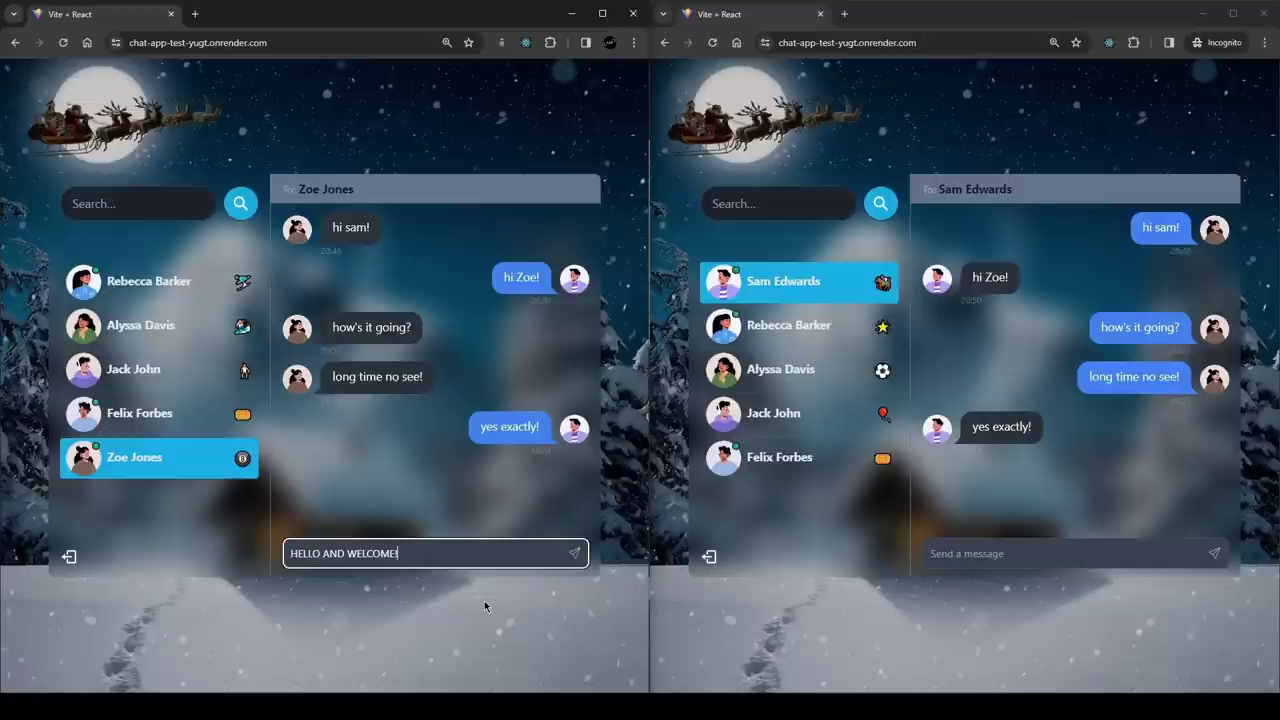 Vite + React
chat-app-test-yugt.onrender.com
Search...
Rebecca Barker
Alyssa Davis
Jack John
Felix Forbes
Zoe Jones
To: Zoe Jones
hi sam!
20:46
hi Zoe!
20:50
how's it going?
long time no see!
yes exactly!
HELLO AND WELCOME!
Vite + React
chat-app-test-yugt.onrender.com
Incognito
Search...
Sam Edwards
Rebecca Barker
Alyssa Davis
Jack John
Felix Forbes
To: Sam Edwards
hi sam!
20:46
hi Zoe!
20:50
how's it going?
long time no see!
yes exactly!
Send a message